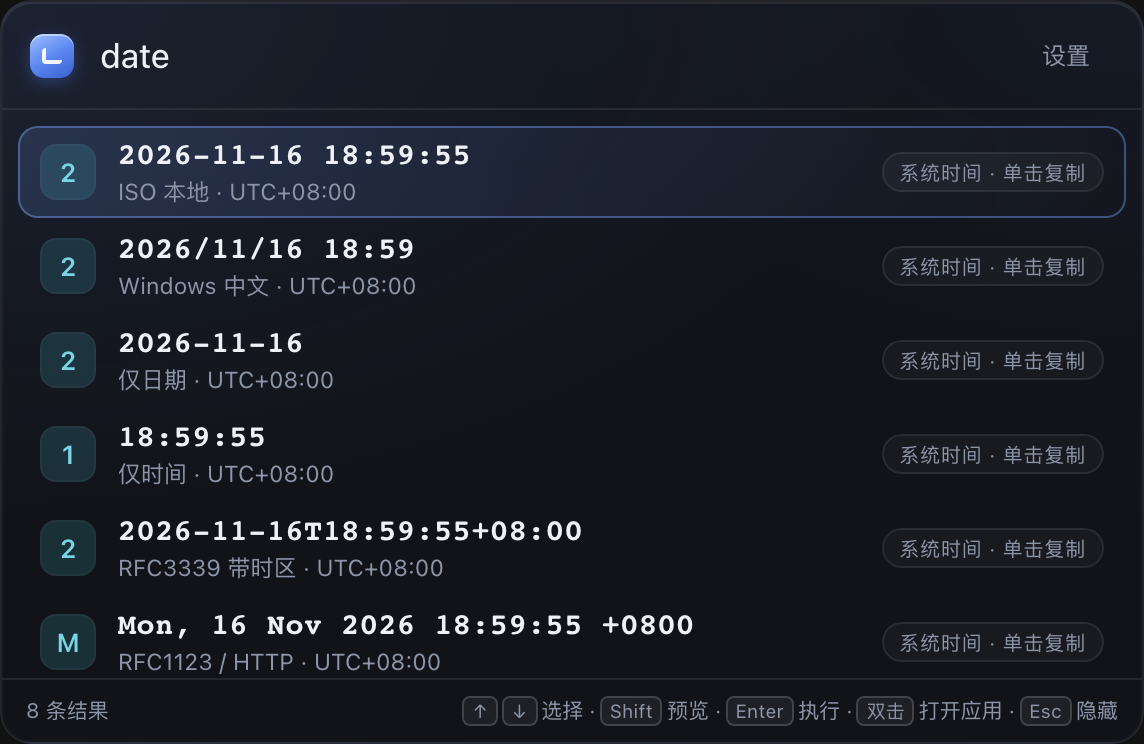 date
设置
2
2026-11-16 18:59:55
ISO 本地 · UTC+08:00
系统时间 · 单击复制
2
2026/11/16 18:59
Windows 中文 · UTC+08:00
系统时间 · 单击复制
2
2026-11-16
仅日期 · UTC+08:00
系统时间 · 单击复制
1
18:59:55
仅时间 · UTC+08:00
系统时间 · 单击复制
2
2026-11-16T18:59:55+08:00
RFC3339 带时区 · UTC+08:00
系统时间 · 单击复制
M
Mon, 16 Nov 2026 18:59:55 +0800
RFC1123 / HTTP · UTC+08:00
系统时间 · 单击复制
8 条结果
↑ ↓ 选择 · Shift 预览 · Enter 执行 · 双击 打开应用 · Esc 隐藏